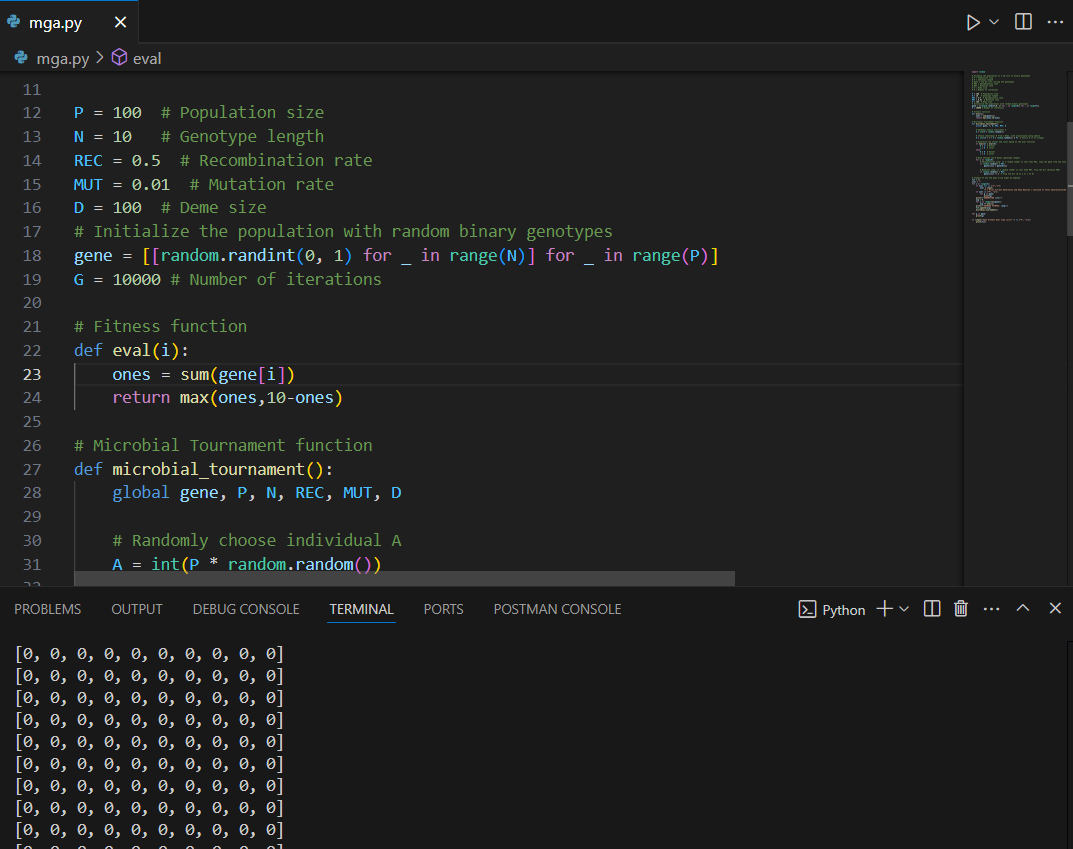 mga.py
mga.py > eval
11
12 P = 100 # Population size
13 N = 10 # Genotype length
14 REC = 0.5 # Recombination rate
15 MUT = 0.01 # Mutation rate
16 D = 100 # Deme size
17 # Initialize the population with random binary genotypes
18 gene = [[random.randint(0, 1) for _ in range(N)] for _ in range(P)]
19 G = 10000 # Number of iterations
20
21 # Fitness function
22 def eval(i):
23     ones = sum(gene[i])
24     return max(ones,10-ones)
25
26 # Microbial Tournament function
27 def microbial_tournament():
28     global gene, P, N, REC, MUT, D
29
30     # Randomly choose individual A
31     A = int(P * random.random())
PROBLEMS OUTPUT DEBUG CONSOLE TERMINAL PORTS POSTMAN CONSOLE Python
[0, 0, 0, 0, 0, 0, 0, 0, 0, 0]
[0, 0, 0, 0, 0, 0, 0, 0, 0, 0]
[0, 0, 0, 0, 0, 0, 0, 0, 0, 0]
[0, 0, 0, 0, 0, 0, 0, 0, 0, 0]
[0, 0, 0, 0, 0, 0, 0, 0, 0, 0]
[0, 0, 0, 0, 0, 0, 0, 0, 0, 0]
[0, 0, 0, 0, 0, 0, 0, 0, 0, 0]
[0, 0, 0, 0, 0, 0, 0, 0, 0, 0]
[0, 0, 0, 0, 0, 0, 0, 0, 0, 0]